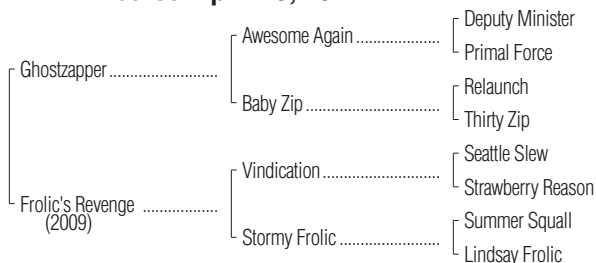 Deputy Minister
Awesome Again
Primal Force
Ghostzapper
Relaunch
Baby Zip
Thirty Zip
Seattle Slew
Vindication
Strawberry Reason
Frolic's Revenge
(2009)
Summer Squall
Stormy Frolic
Lindsay Frolic